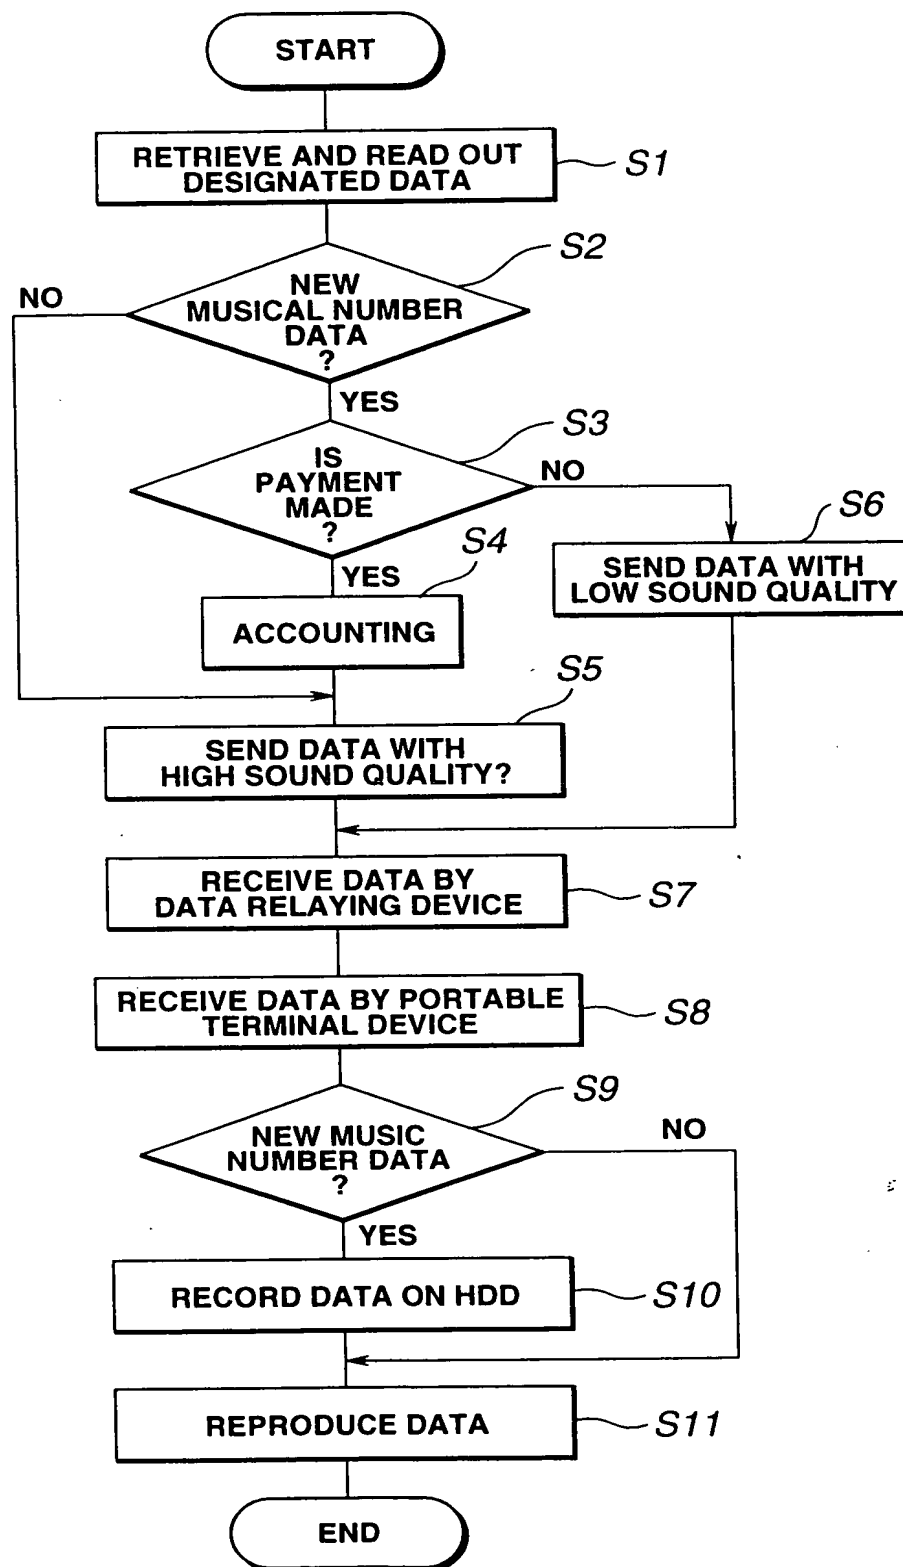 START
RETRIEVE AND READ OUT
DESIGNATED DATA
S1
S2
NEW
MUSICAL NUMBER
DATA
?
NO
YES
S3
IS
PAYMENT
MADE
?
NO
YES
S4
S6
SEND DATA WITH
LOW SOUND QUALITY
ACCOUNTING
S5
SEND DATA WITH
HIGH SOUND QUALITY?
RECEIVE DATA BY
DATA RELAYING DEVICE
S7
RECEIVE DATA BY PORTABLE
TERMINAL DEVICE
S8
S9
NEW MUSIC
NUMBER DATA
?
NO
YES
RECORD DATA ON HDD
S10
REPRODUCE DATA
S11
END